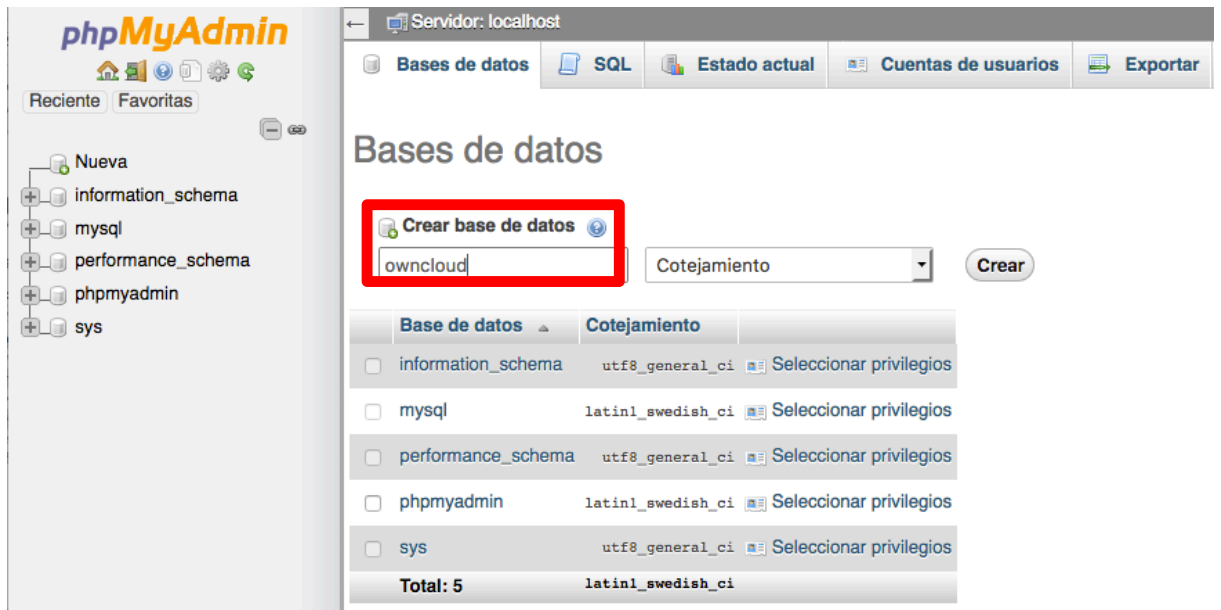 phpMyAdmin
Reciente Favoritas
Nueva
information_schema
mysql
performance_schema
phpmyadmin
sys
Servidor: localhost
Bases de datos SQL Estado actual Cuentas de usuarios Exportar
Bases de datos
Crear base de datos
owncloud Cotejamiento Crear
Base de datos Cotejamiento
information_schema utf8_general_ci Seleccionar privilegios
mysql latin1_swedish_ci Seleccionar privilegios
performance_schema utf8_general_ci Seleccionar privilegios
phpmyadmin latin1_swedish_ci Seleccionar privilegios
sys utf8_general_ci Seleccionar privilegios
Total: 5 latin1_swedish_ci